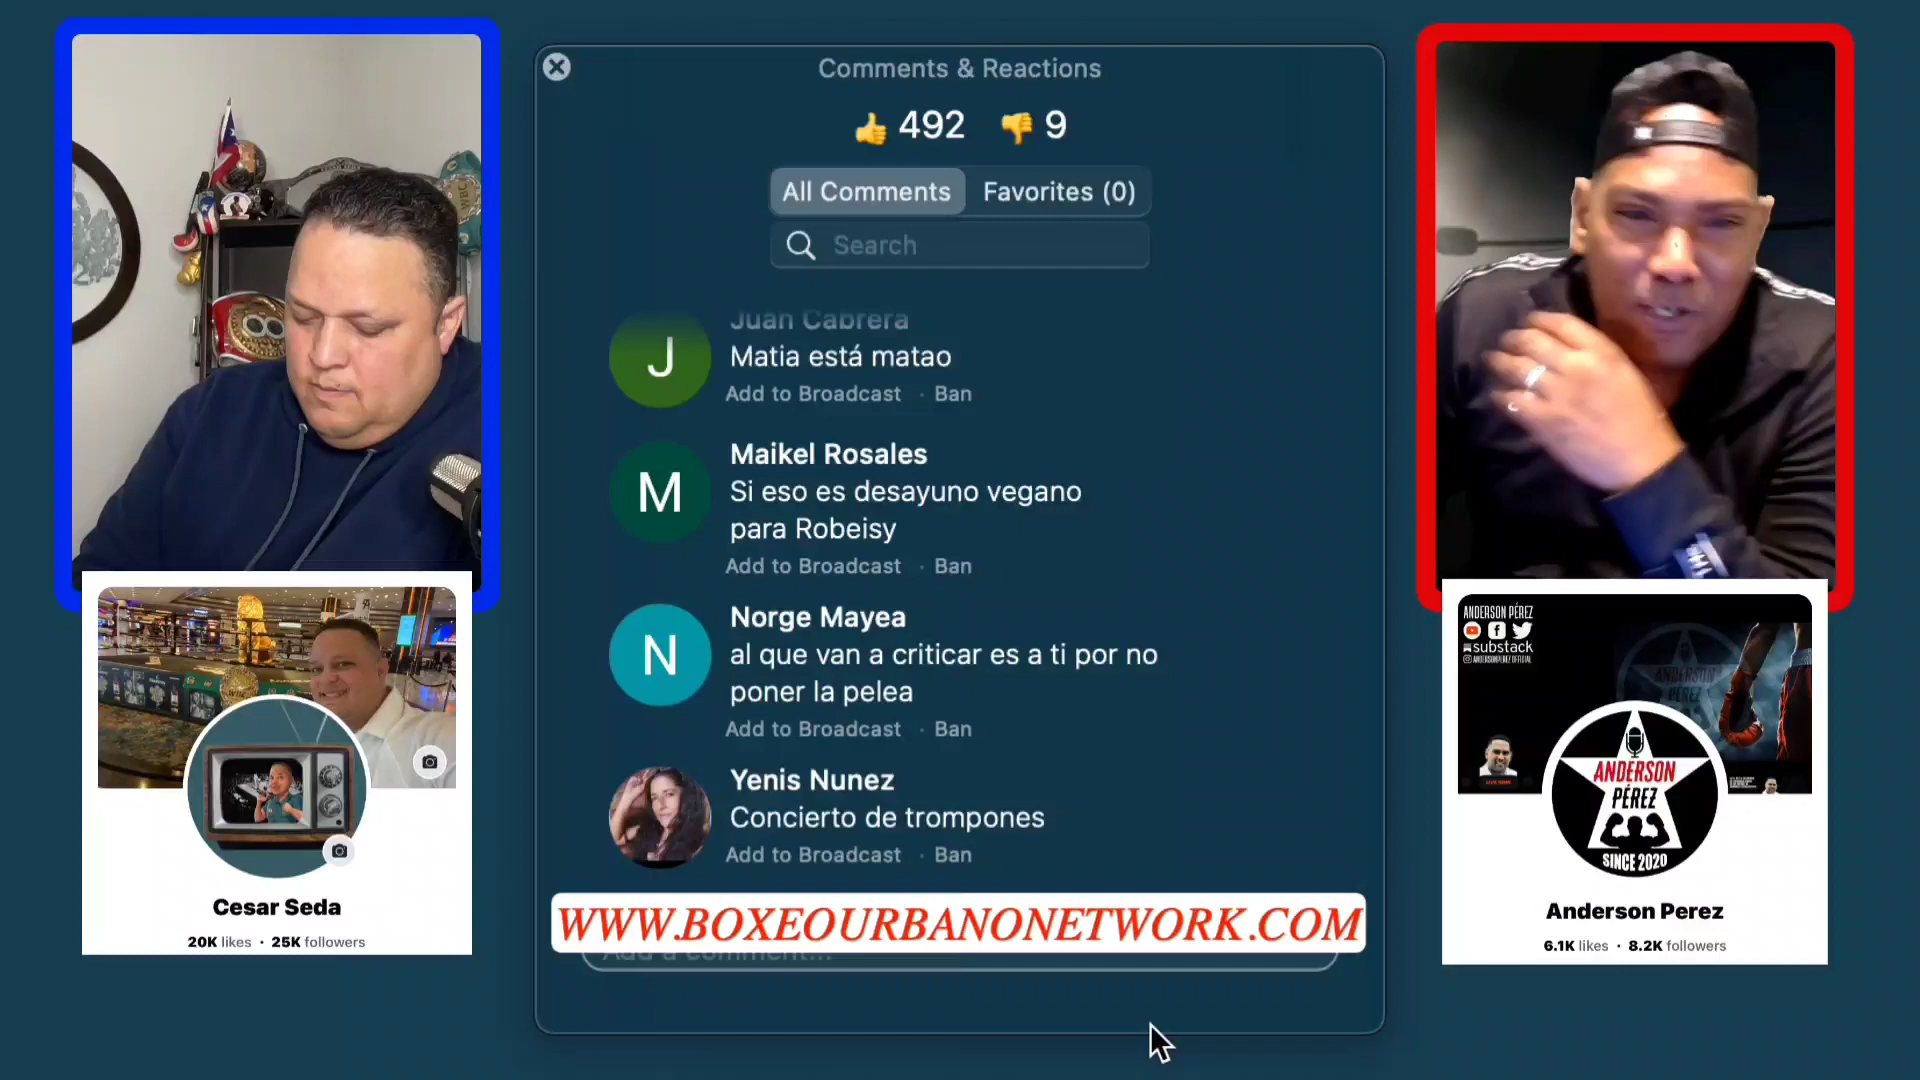 Comments & Reactions
👍 492 👎 9
All Comments Favorites (0)
Search
J
Juan Cabrera
Matia está matao
Add to Broadcast · Ban
M
Maikel Rosales
Si eso es desayuno vegano
para Robeisy
Add to Broadcast · Ban
N
Norge Mayea
al que van a criticar es a ti por no
poner la pelea
Add to Broadcast · Ban
Yenis Nunez
Concierto de trompones
Add to Broadcast · Ban
WWW.BOXEOURBANONETWORK.COM
Add a comment...
WBC
Cesar Seda
20K likes · 25K followers
ANDERSON PÉREZ
substack
ANDERSON
PÉREZ
SINCE 2020
Anderson Perez
6.1K likes · 8.2K followers